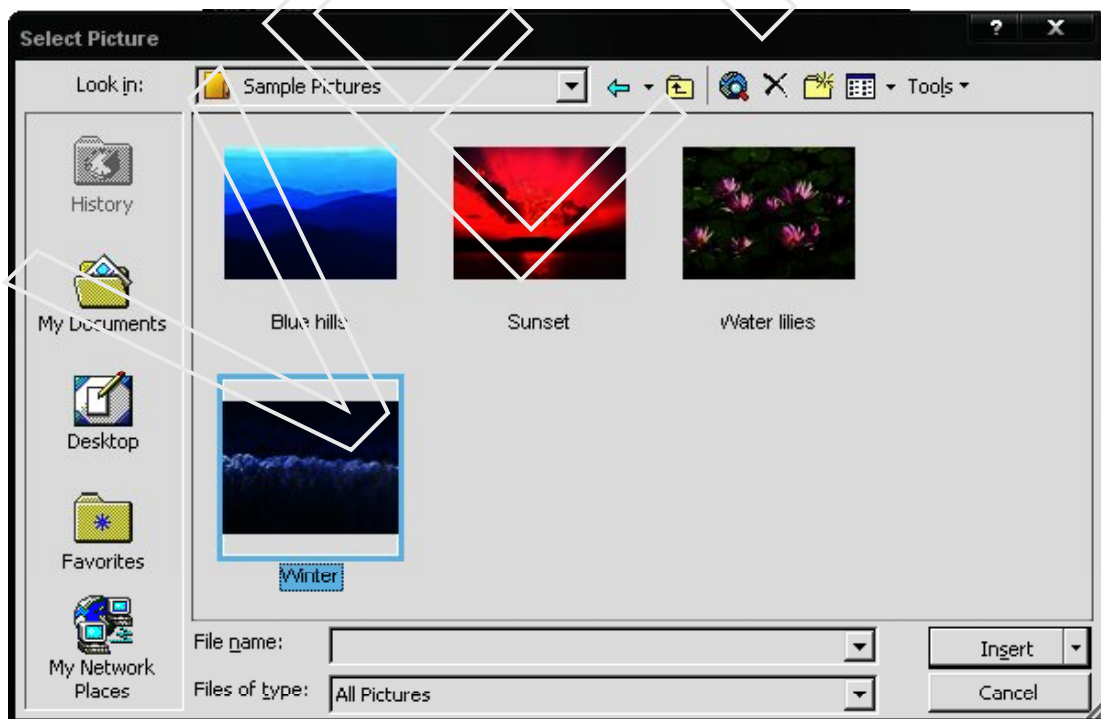 Select Picture
? X
Look in:
Sample Pictures
Tools
History
My Documents
Desktop
Favorites
My Network
Places
Blue hills
Sunset
Water lilies
Winter
File name:
Insert
Files of type:
All Pictures
Cancel